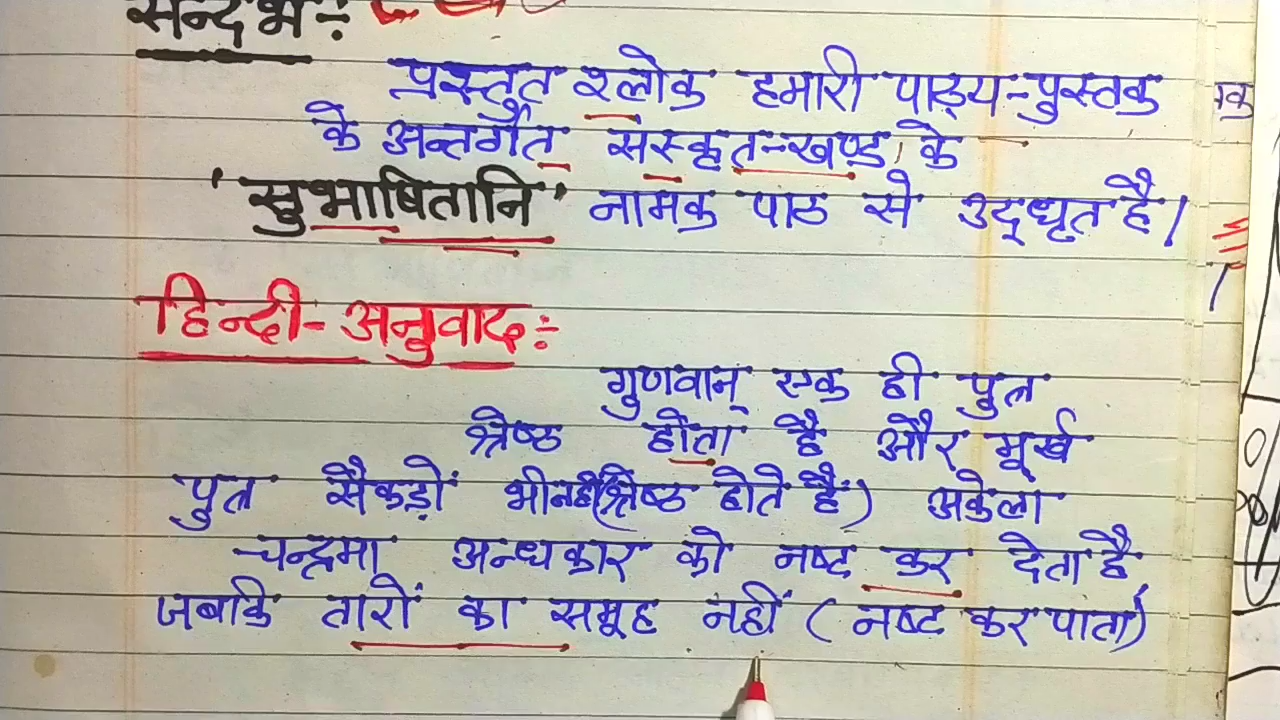 सन्दर्भ:-
प्रस्तुत श्लोक हमारी पाठ्य-पुस्तक
के अन्तर्गत संस्कृत-खण्ड, के
'सुभाषितानि' नामक पाठ से उद्धृत है।
हिन्दी-अनुवाद:-
गुणवान् एक ही पुत्र
श्रेष्ठ होता है और मूर्ख
पुत्र सैकड़ों भी नहीं (श्रेष्ठ होते हैं) अकेला
चन्द्रमा अन्धकार को नष्ट कर देता है,
जबकि तारों का समूह नहीं (नष्ट कर पाता)